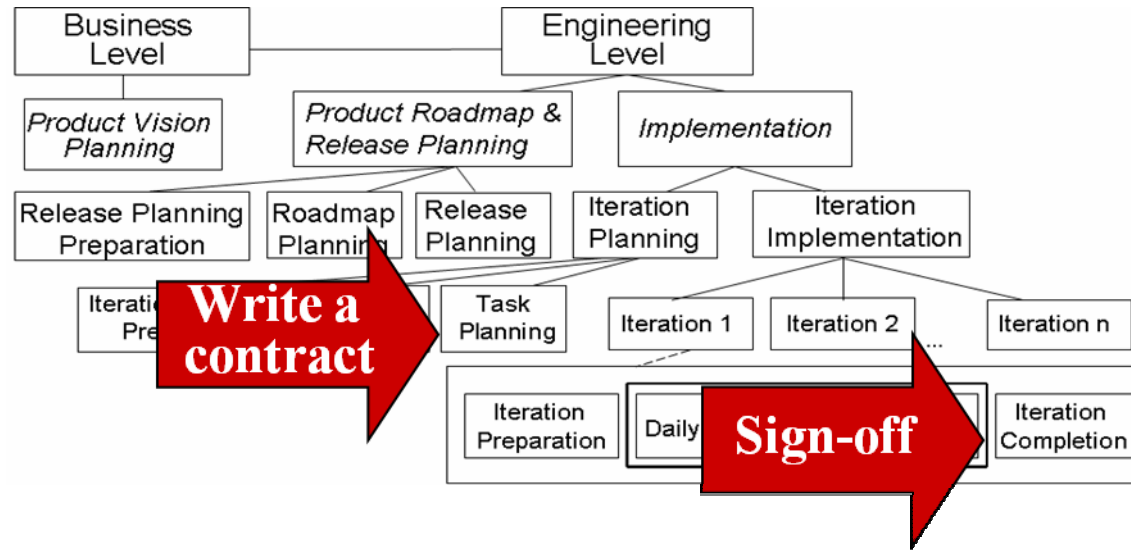 Business
Level
Engineering
Level
Product Vision
Planning
Product Roadmap &
Release Planning
Implementation
Release Planning
Preparation
Roadmap
Planning
Release
Planning
Iteration
Planning
Iteration
Implementation
Write a
contract
Task
Planning
Iteration 1
Iteration 2
...
Iteration n
Iteration
Preparation
Daily
Sign-off
Iteration
Completion